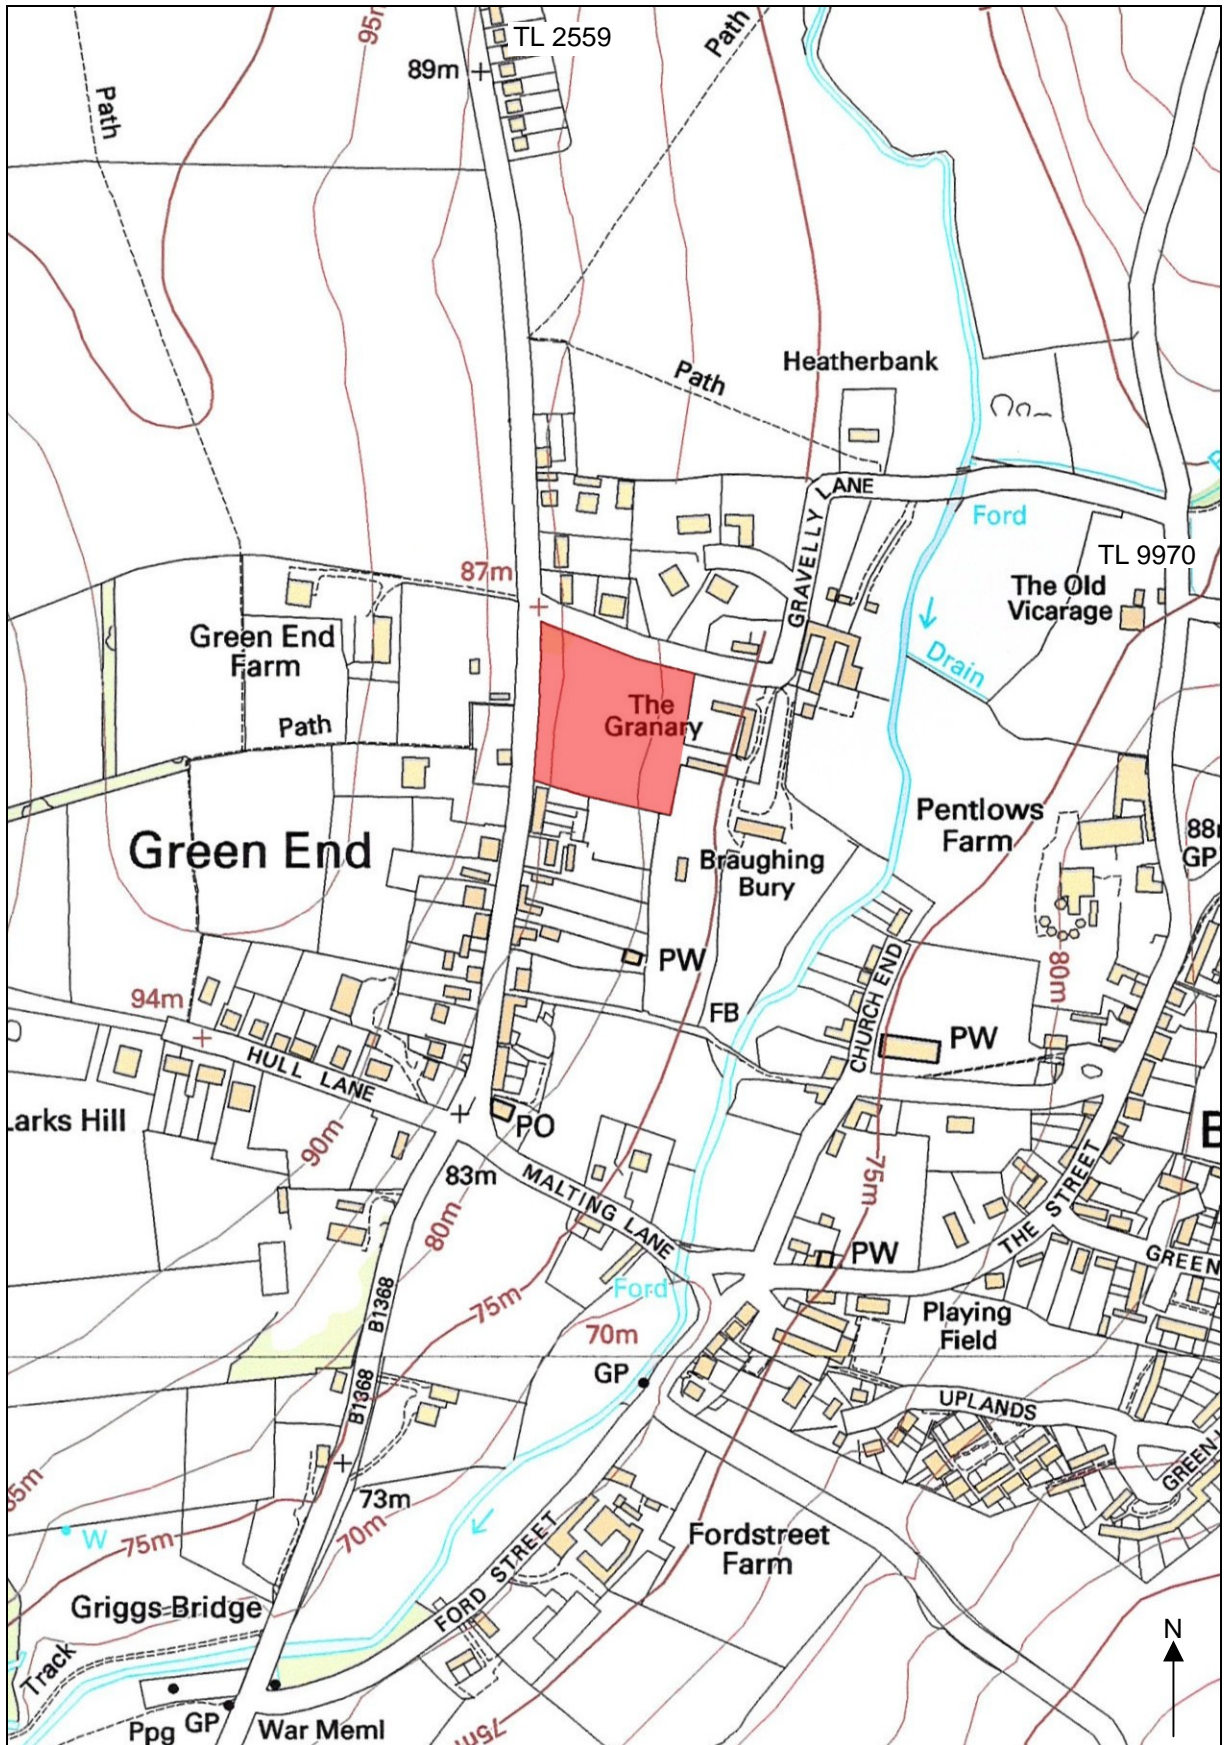 TL 2559
Path
95m
89m
Path
Heatherbank
Path
GRAVELLY LANE
Ford
TL 9970
87m
The Old
Vicarage
Green End
Farm
Drain
The
Granary
Path
Pentlows
Farm
Green End
88m
GP
Braughing
Bury
PW
80m
94m
FB
CHURCH END
PW
HULL LANE
Larks Hill
PO
90m
83m
MALTING LANE
75m
THE STREET
80m
PW
GREEN
Ford
B1368
75m
70m
Playing
Field
GP
B1368
UPLANDS
GREEN
85m
73m
W
75m
70m
Fordstreet
Farm
FORD STREET
Griggs Bridge
N
Track
Ppg
GP
War Meml
75m